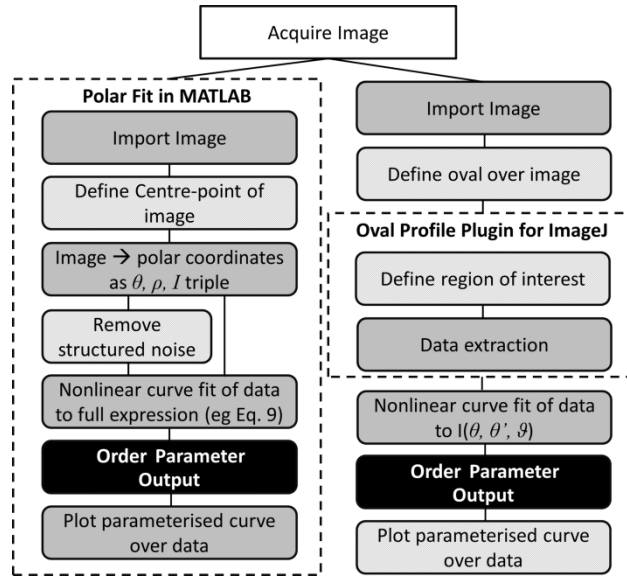 Acquire Image
Polar Fit in MATLAB
Import Image
Define Centre-point of
image
Image → polar coordinates
as θ, ρ, I triple
Remove
structured noise
Nonlinear curve fit of data
to full expression (eg Eq. 9)
Order Parameter
Output
Plot parameterised curve
over data
Import Image
Define oval over image
Oval Profile Plugin for ImageJ
Define region of interest
Data extraction
Nonlinear curve fit of data
to I(θ, θ’, ϑ)
Order Parameter
Output
Plot parameterised curve
over data